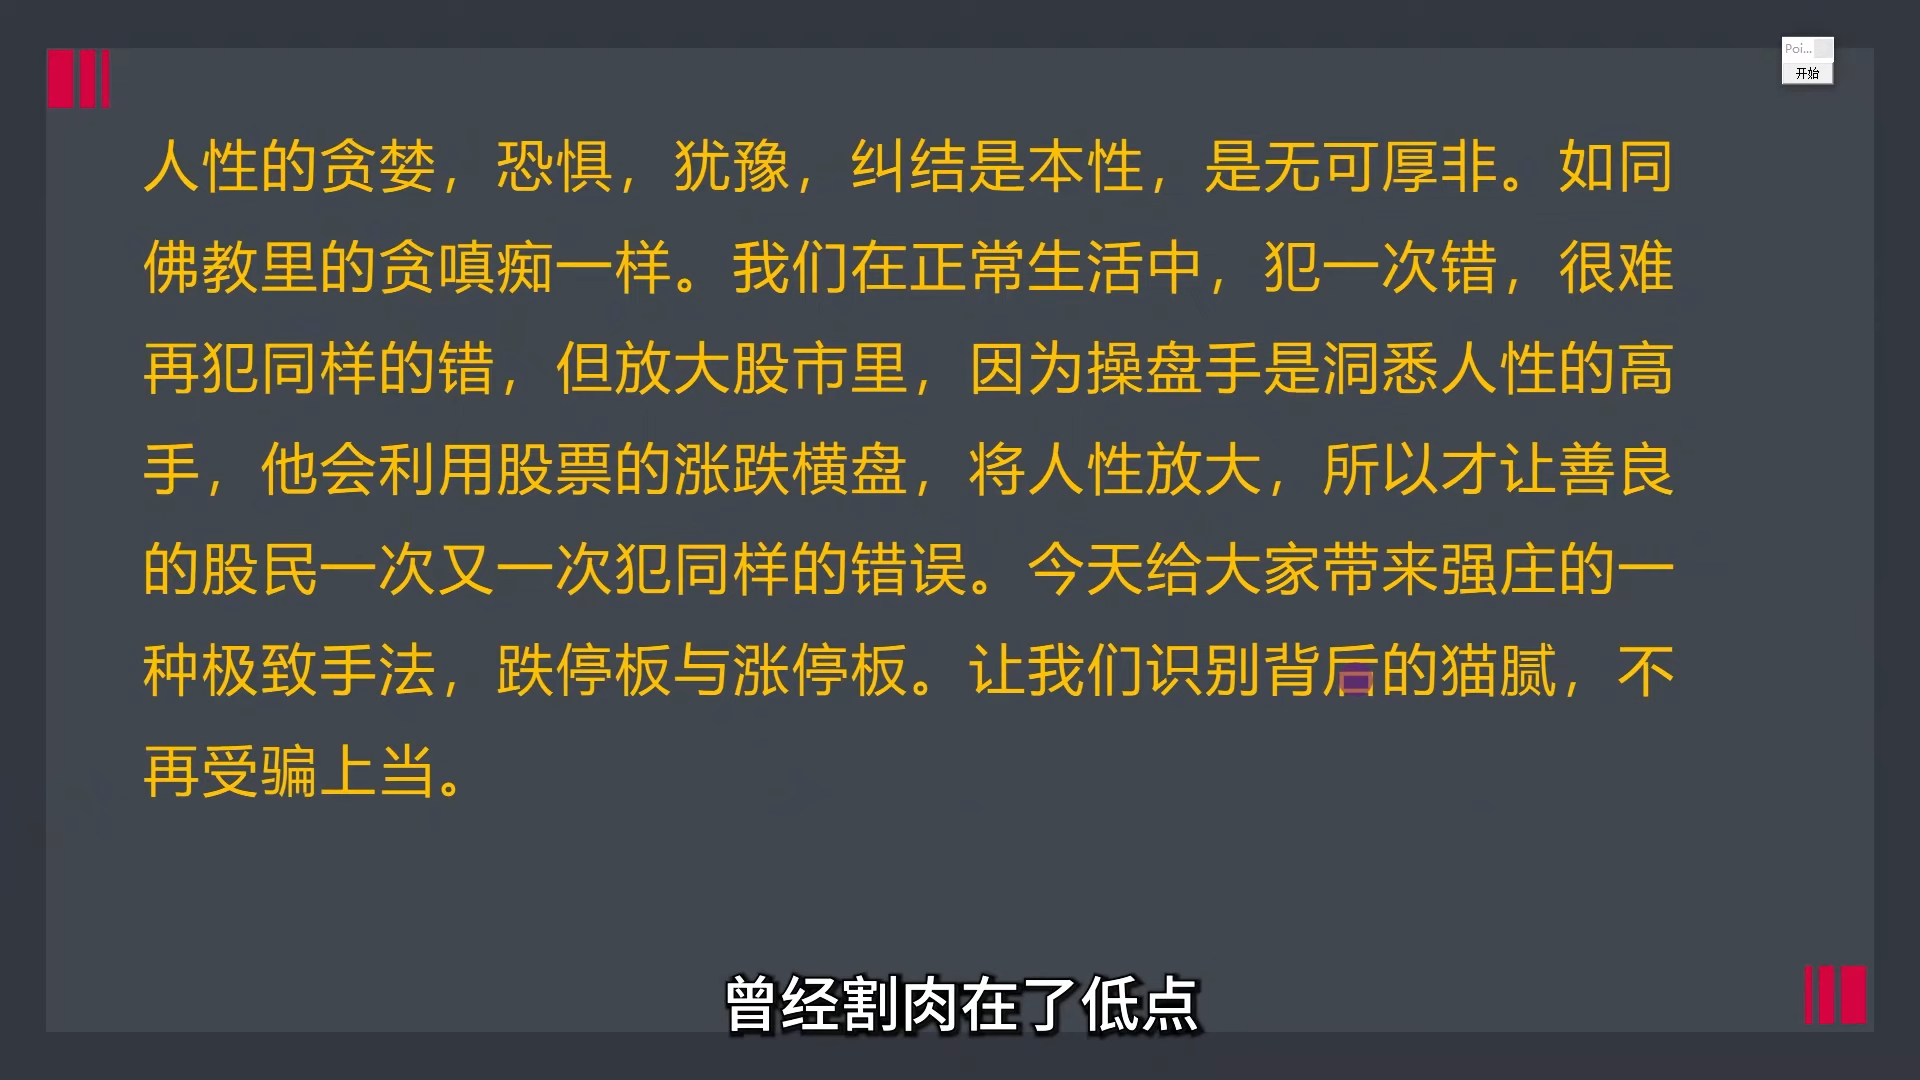 Poi...
开始
人性的贪婪，恐惧，犹豫，纠结是本性，是无可厚非。如同
佛教里的贪嗔痴一样。我们在正常生活中，犯一次错，很难
再犯同样的错，但放大股市里，因为操盘手是洞悉人性的高
手，他会利用股票的涨跌横盘，将人性放大，所以才让善良
的股民一次又一次犯同样的错误。今天给大家带来强庄的一
种极致手法，跌停板与涨停板。让我们识别背后的猫腻，不
再受骗上当。
曾经割肉在了低点